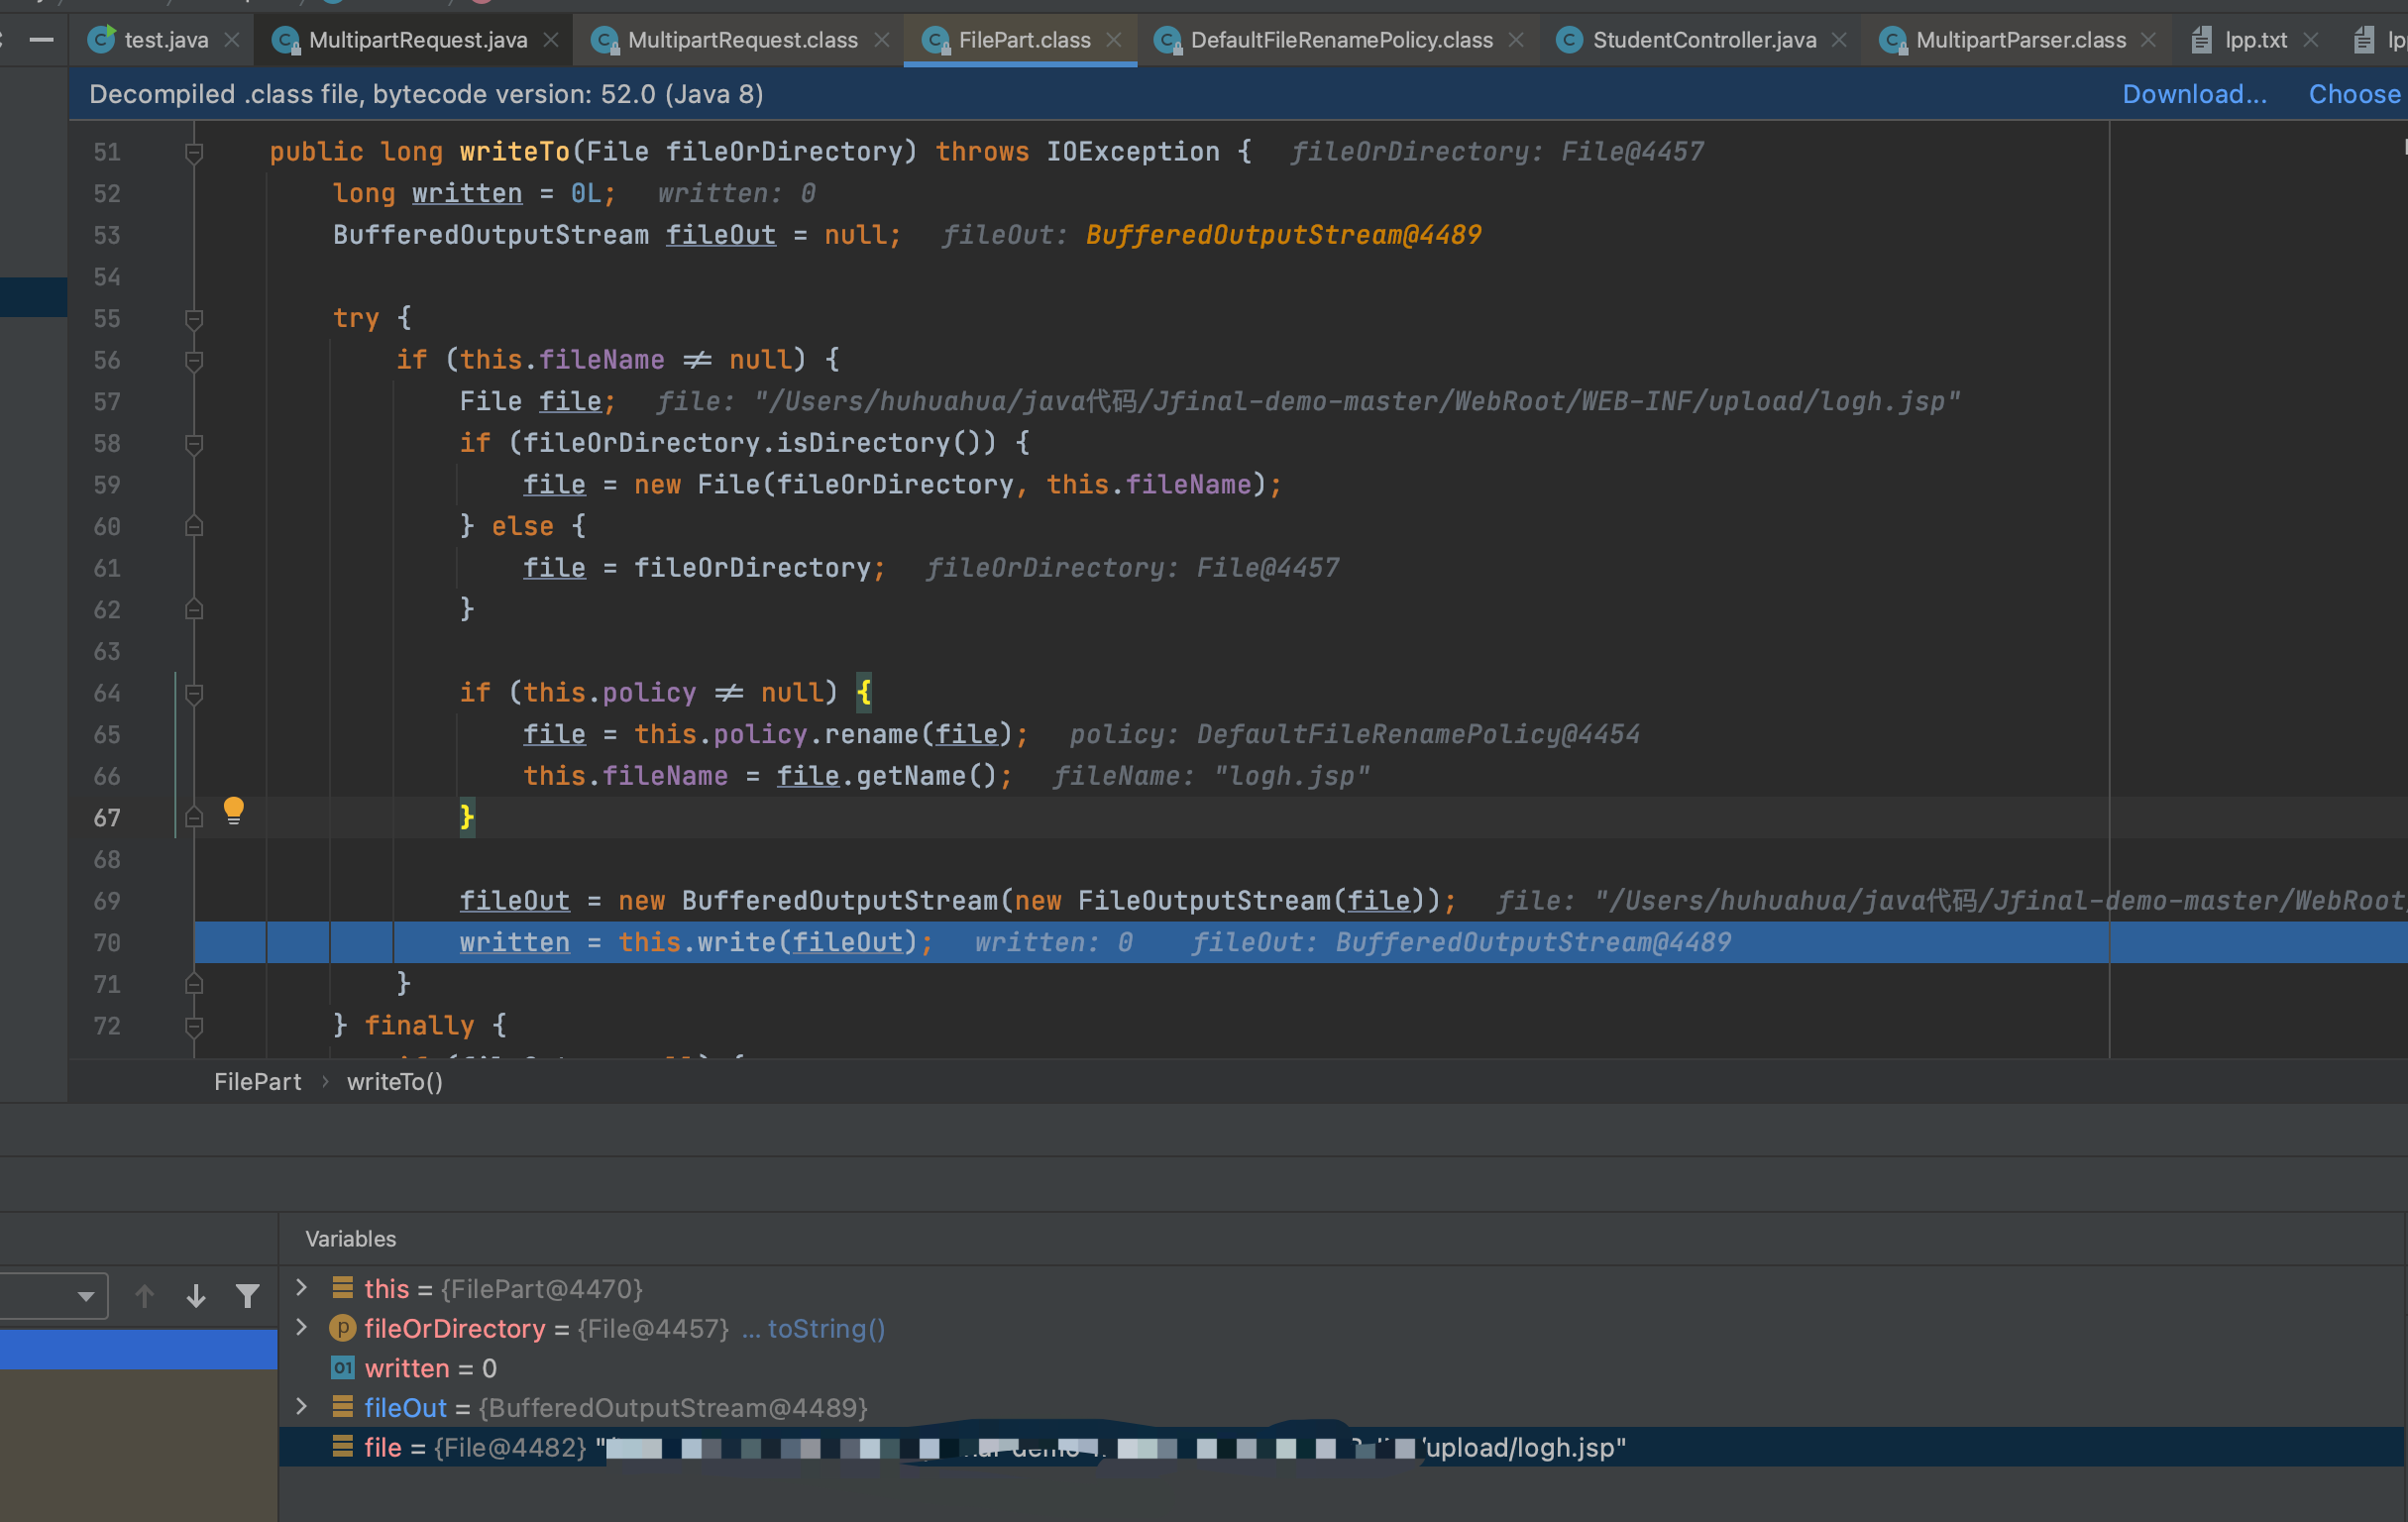 test.java MultipartRequest.java MultipartRequest.class FilePart.class DefaultFileRenamePolicy.class StudentController.java MultipartParser.class lpp.txt
Decompiled .class file, bytecode version: 52.0 (Java 8) Download... Choose
51 public long writeTo(File fileOrDirectory) throws IOException { fileOrDirectory: File@4457
52 long written = 0L; written: 0
53 BufferedOutputStream fileOut = null; fileOut: BufferedOutputStream@4489
54
55 try {
56 if (this.fileName ≠ null) {
57 File file; file: "/Users/huhuahua/java代码/Jfinal-demo-master/WebRoot/WEB-INF/upload/logh.jsp"
58 if (fileOrDirectory.isDirectory()) {
59 file = new File(fileOrDirectory, this.fileName);
60 } else {
61 file = fileOrDirectory; fileOrDirectory: File@4457
62 }
63
64 if (this.policy ≠ null) {
65 file = this.policy.rename(file); policy: DefaultFileRenamePolicy@4454
66 this.fileName = file.getName(); fileName: "logh.jsp"
67 }
68
69 fileOut = new BufferedOutputStream(new FileOutputStream(file)); file: "/Users/huhuahua/java代码/Jfinal-demo-master/WebRoot/
70 written = this.write(fileOut); written: 0 fileOut: BufferedOutputStream@4489
71 }
72 } finally {
FilePart › writeTo()
Variables
this = {FilePart@4470}
fileOrDirectory = {File@4457} ... toString()
01 written = 0
fileOut = {BufferedOutputStream@4489}
file = {File@4482} " /upload/logh.jsp"